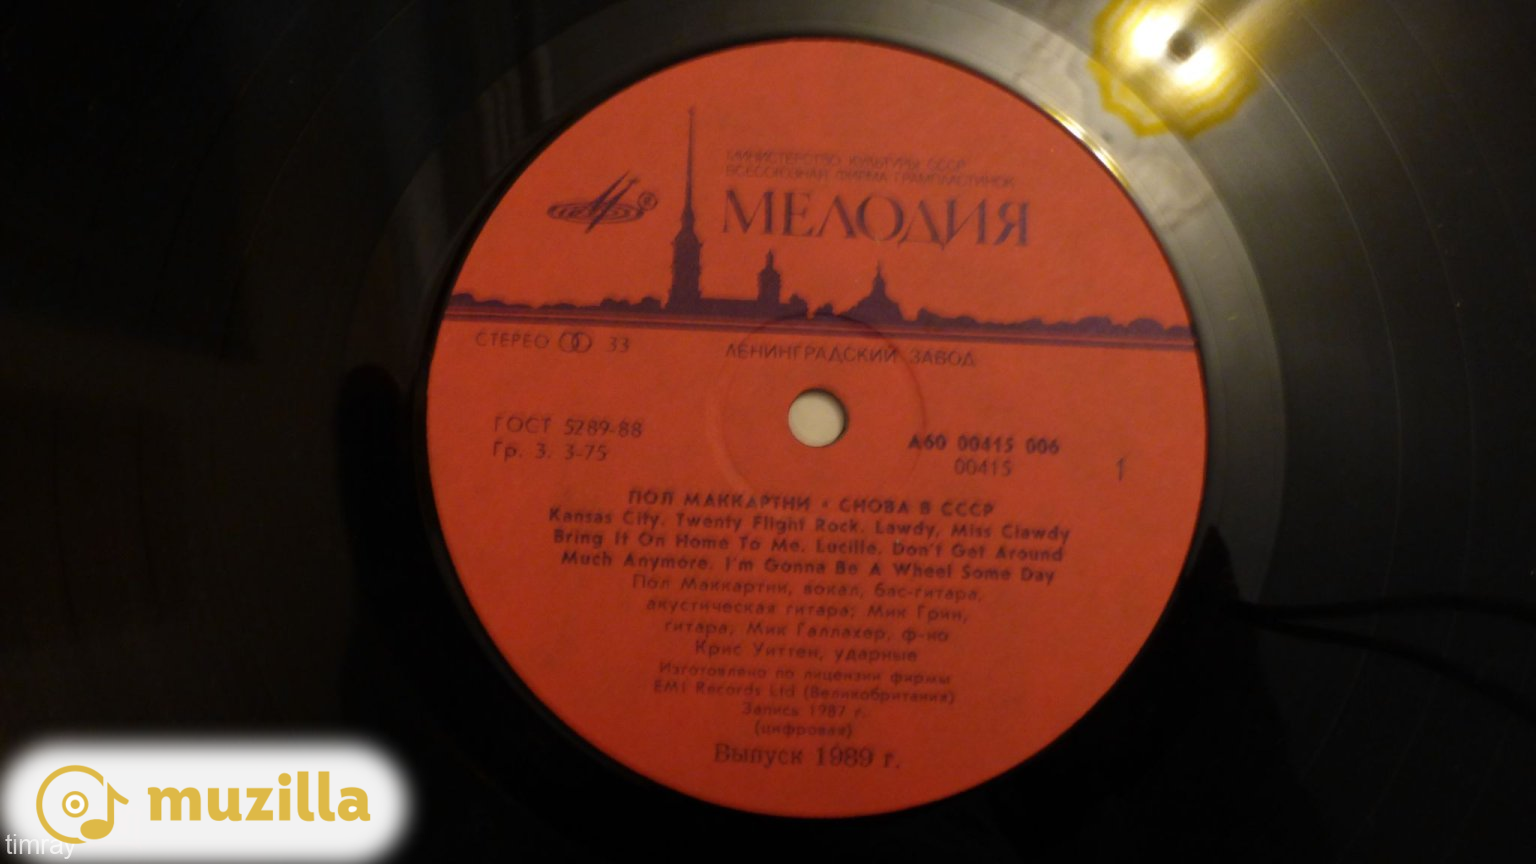 МИНИСТЕРСТВО КУЛЬТУРЫ СССР
ВСЕСОЮЗНАЯ ФИРМА ГРАМПЛАСТИНОК
МЕЛОДИЯ
СТЕРЕО 33
ЛЕНИНГРАДСКИЙ ЗАВОД
ГОСТ 5289-88
Гр. 3. 3-75
А60 00415 006
00415
1
ПОЛ МАККАРТНИ • СНОВА В СССР
Kansas City. Twenty Flight Rock. Lawdy, Miss Clawdy
Bring It On Home To Me. Lucille. Don't Get Around
Much Anymore. I'm Gonna Be A Wheel Some Day
Пол Маккартни, вокал, бас-гитара,
акустическая гитара; Мик Грин,
гитара; Мик Галлахер, ф-но
Крис Уиттен, ударные
Изготовлено по лицензии фирмы
EMI Records Ltd (Великобритания)
Запись 1987 г.
(цифровая)
Выпуск 1989 г.
muzilla
timray